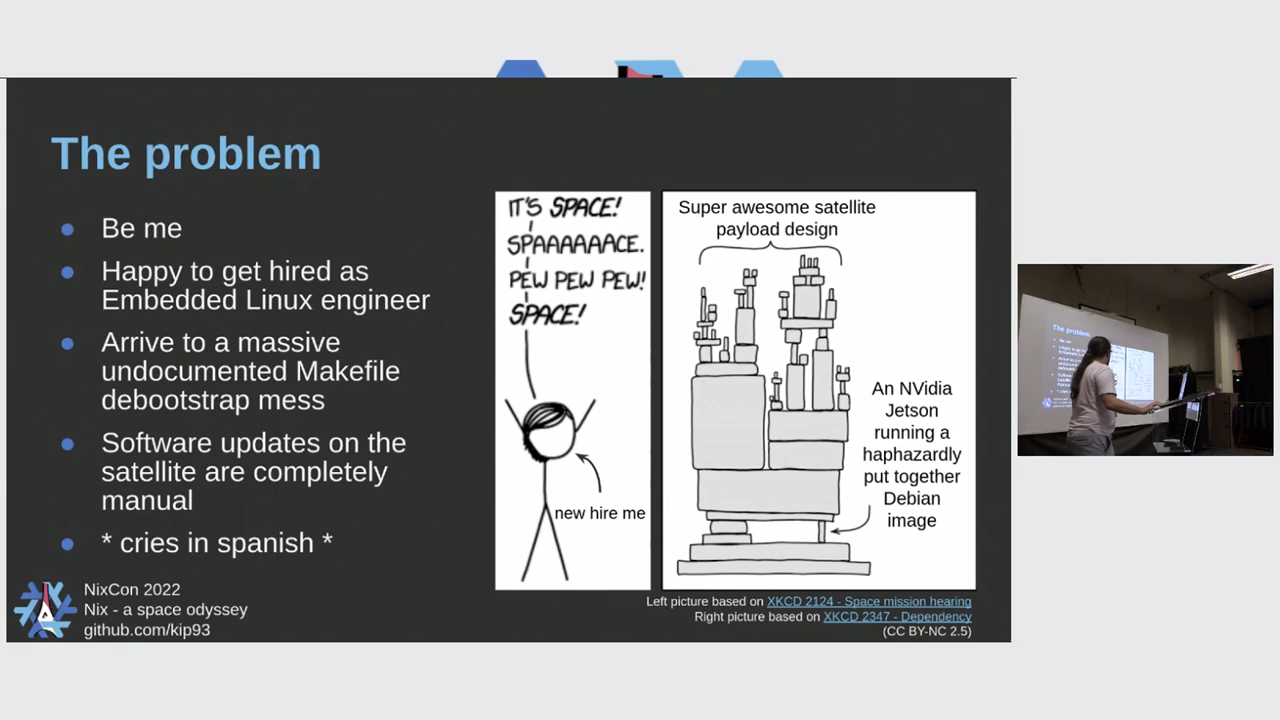 The problem
Be me
Happy to get hired as
Embedded Linux engineer
Arrive to a massive
undocumented Makefile
debootstrap mess
Software updates on the
satellite are completely
manual
* cries in spanish *
IT'S SPACE!
SPAAAAAACE.
PEW PEW PEW!
SPACE!
new hire me
Super awesome satellite
payload design
An NVidia
Jetson
running a
haphazardly
put together
Debian
image
Left picture based on XKCD 2124 - Space mission hearing
Right picture based on XKCD 2347 - Dependency
(CC BY-NC 2.5)
NixCon 2022
Nix - a space odyssey
github.com/kip93
The problem